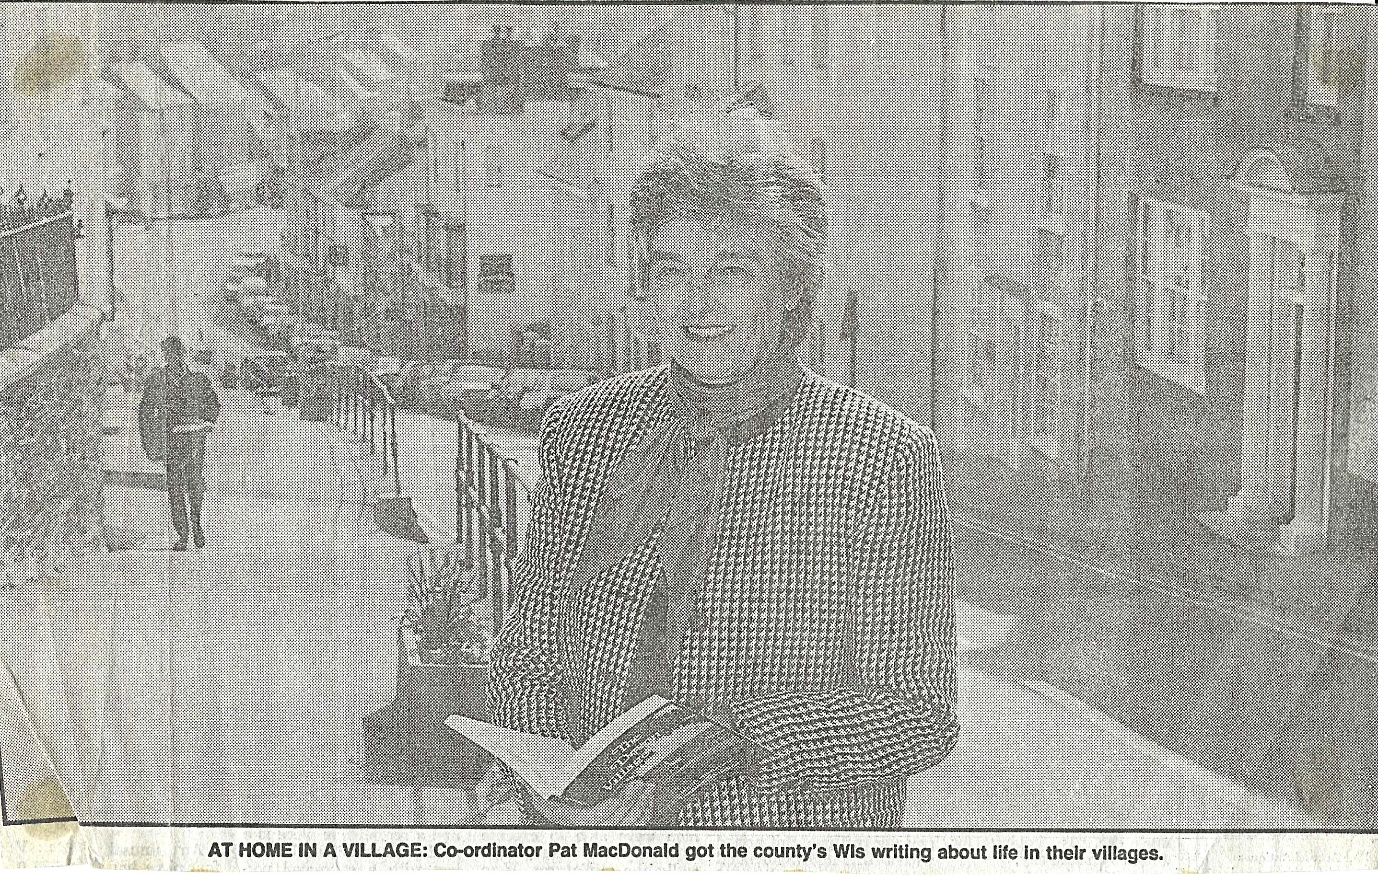 AT HOME IN A VILLAGE: Co-ordinator Pat MacDonald got the county's WIs writing about life in their villages.